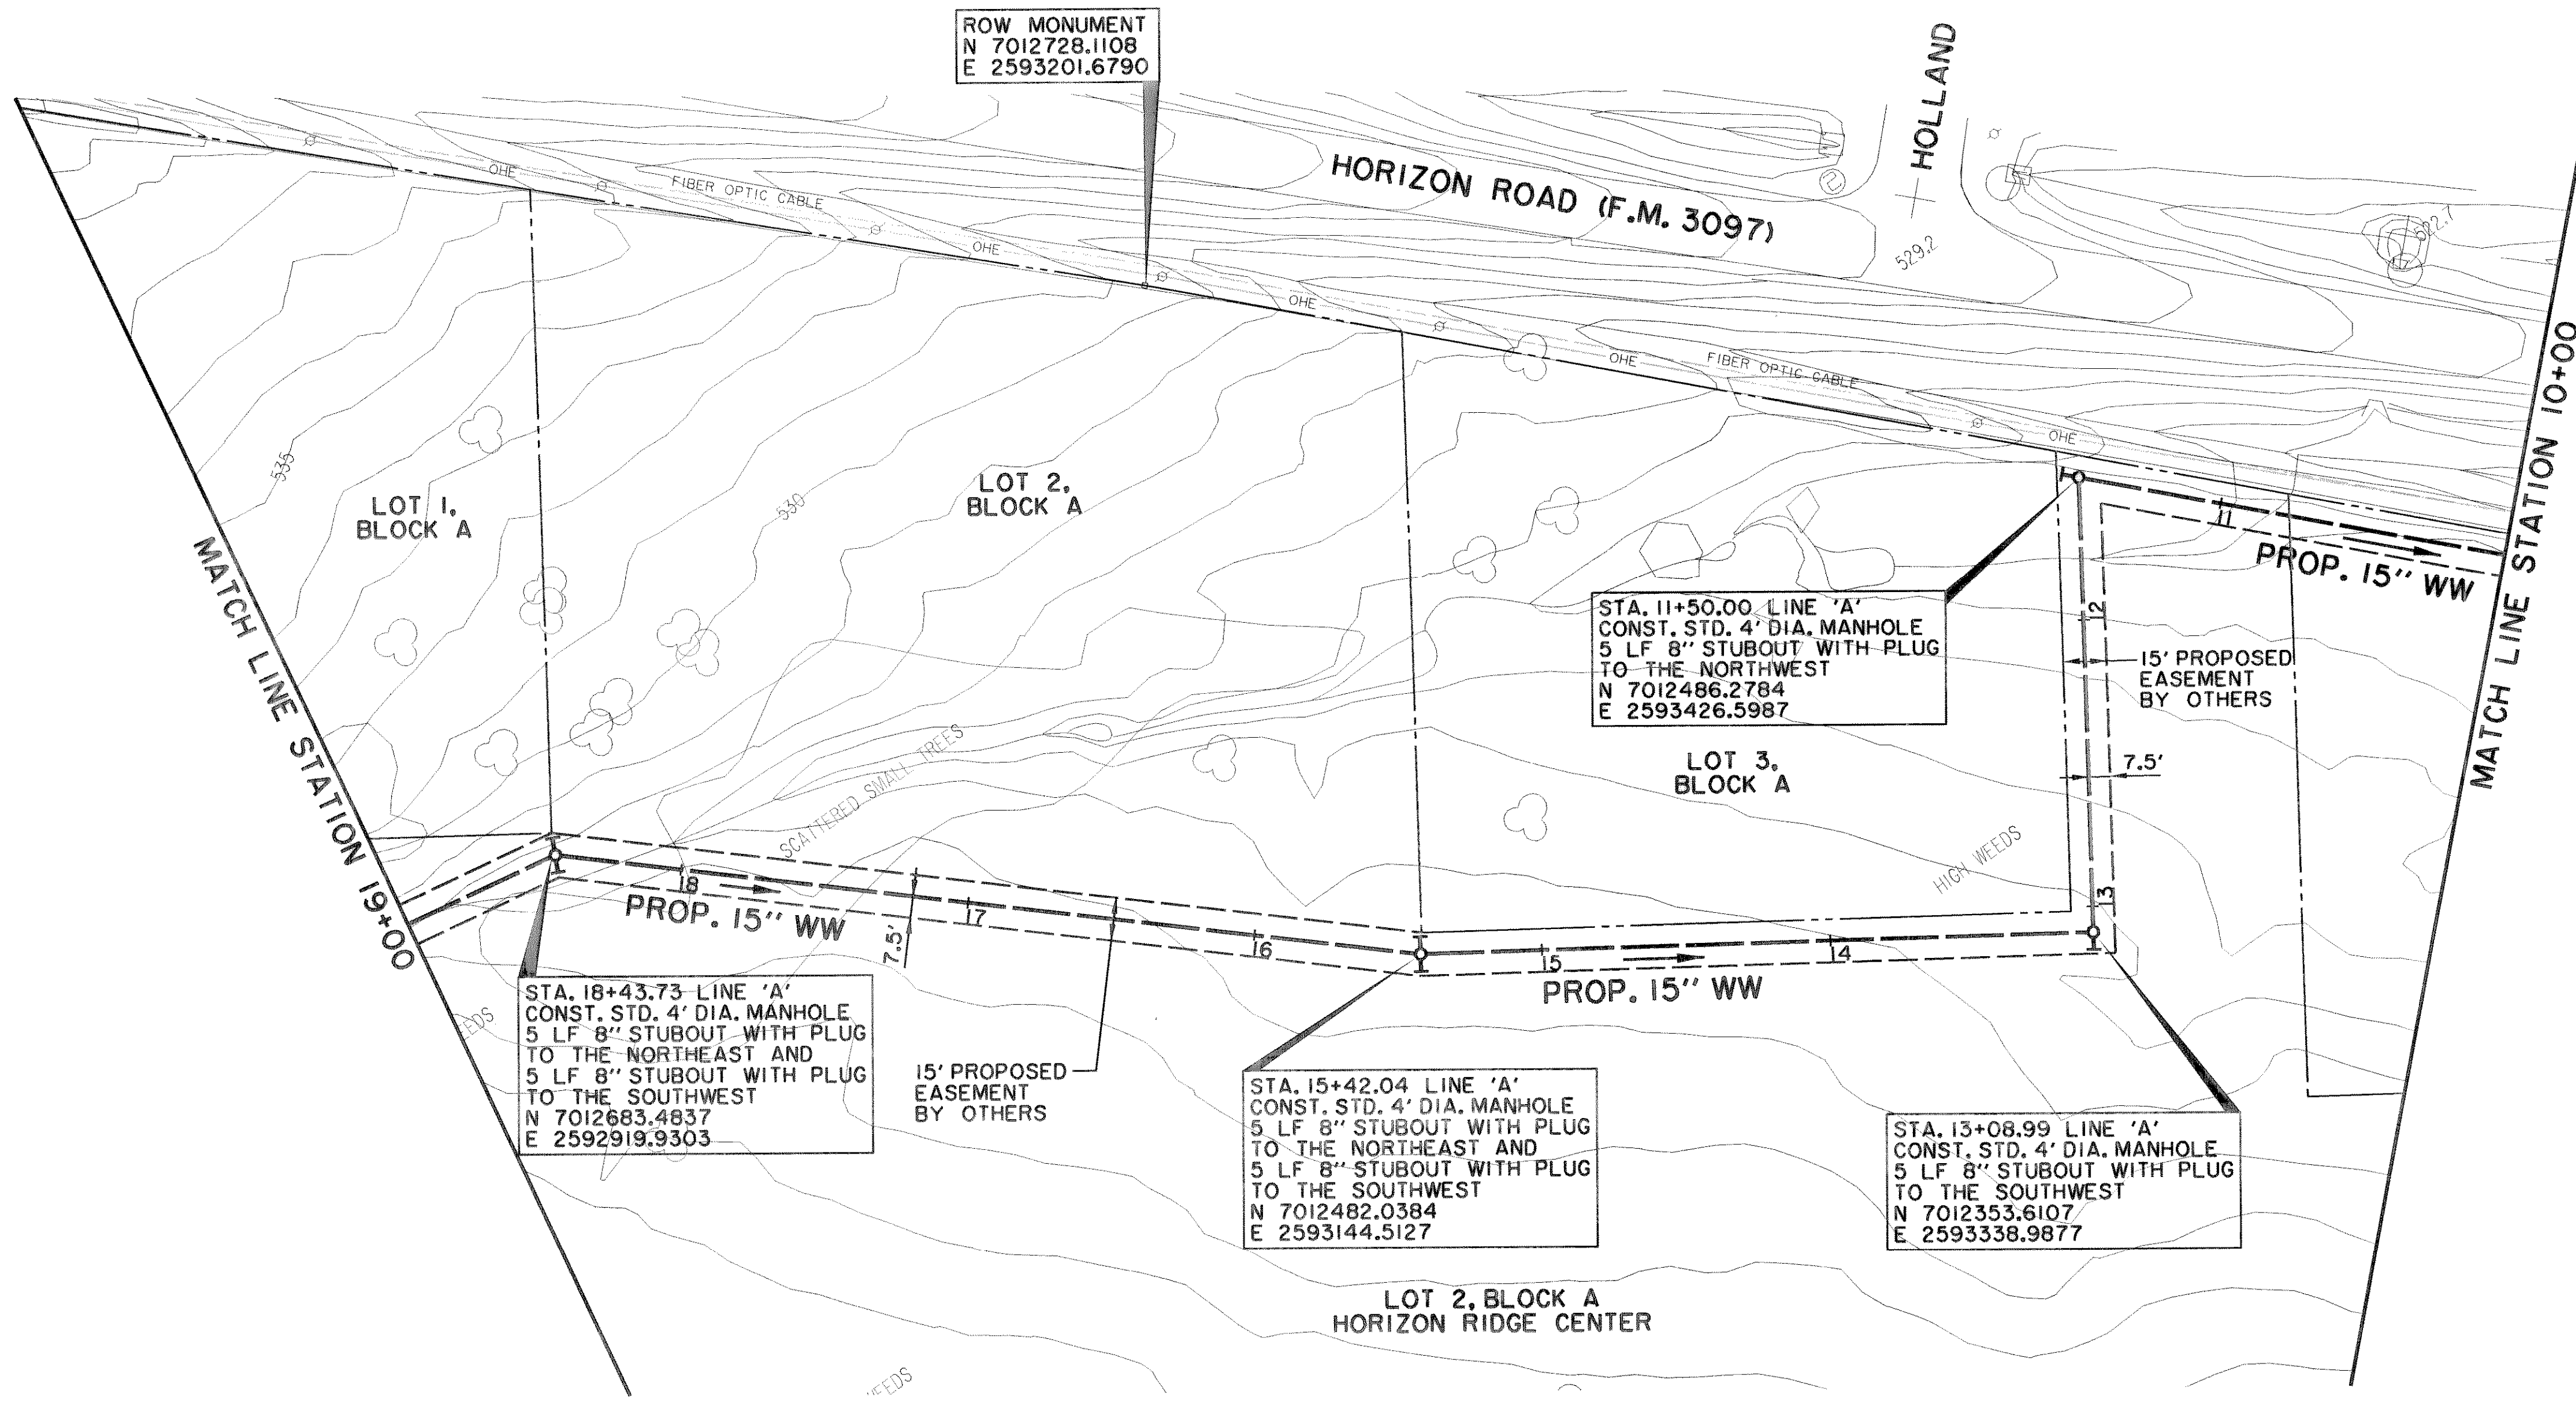 ROW MONUMENT
N 7012728.1108
E 2593201.6790
HOLLAND
HORIZON ROAD (F.M. 3097)
OHE
FIBER OPTIC CABLE
OHE
OHE
OHE
FIBER OPTIC CABLE
OHE
529.2
522.7
535
530
LOT 1,
BLOCK A
LOT 2,
BLOCK A
MATCH LINE STATION 19+00
MATCH LINE STATION 10+00
11
PROP. 15" WW
STA. 11+50.00 LINE 'A'
CONST. STD. 4' DIA. MANHOLE
5 LF 8" STUBOUT WITH PLUG
TO THE NORTHWEST
N 7012486.2784
E 2593426.5987
12
15' PROPOSED
EASEMENT
BY OTHERS
7.5'
LOT 3,
BLOCK A
SCATTERED SMALL TREES
HIGH WEEDS
13
18
PROP. 15" WW
17
7.5'
16
15
14
PROP. 15" WW
STA. 18+43.73 LINE 'A'
CONST. STD. 4' DIA. MANHOLE
5 LF 8" STUBOUT WITH PLUG
TO THE NORTHEAST AND
5 LF 8" STUBOUT WITH PLUG
TO THE SOUTHWEST
N 7012683.4837
E 2592919.9303
EEDS
15' PROPOSED
EASEMENT
BY OTHERS
STA. 15+42.04 LINE 'A'
CONST. STD. 4' DIA. MANHOLE
5 LF 8" STUBOUT WITH PLUG
TO THE NORTHEAST AND
5 LF 8" STUBOUT WITH PLUG
TO THE SOUTHWEST
N 7012482.0384
E 2593144.5127
STA. 13+08.99 LINE 'A'
CONST. STD. 4' DIA. MANHOLE
5 LF 8" STUBOUT WITH PLUG
TO THE SOUTHWEST
N 7012353.6107
E 2593338.9877
LOT 2, BLOCK A
HORIZON RIDGE CENTER
WEEDS